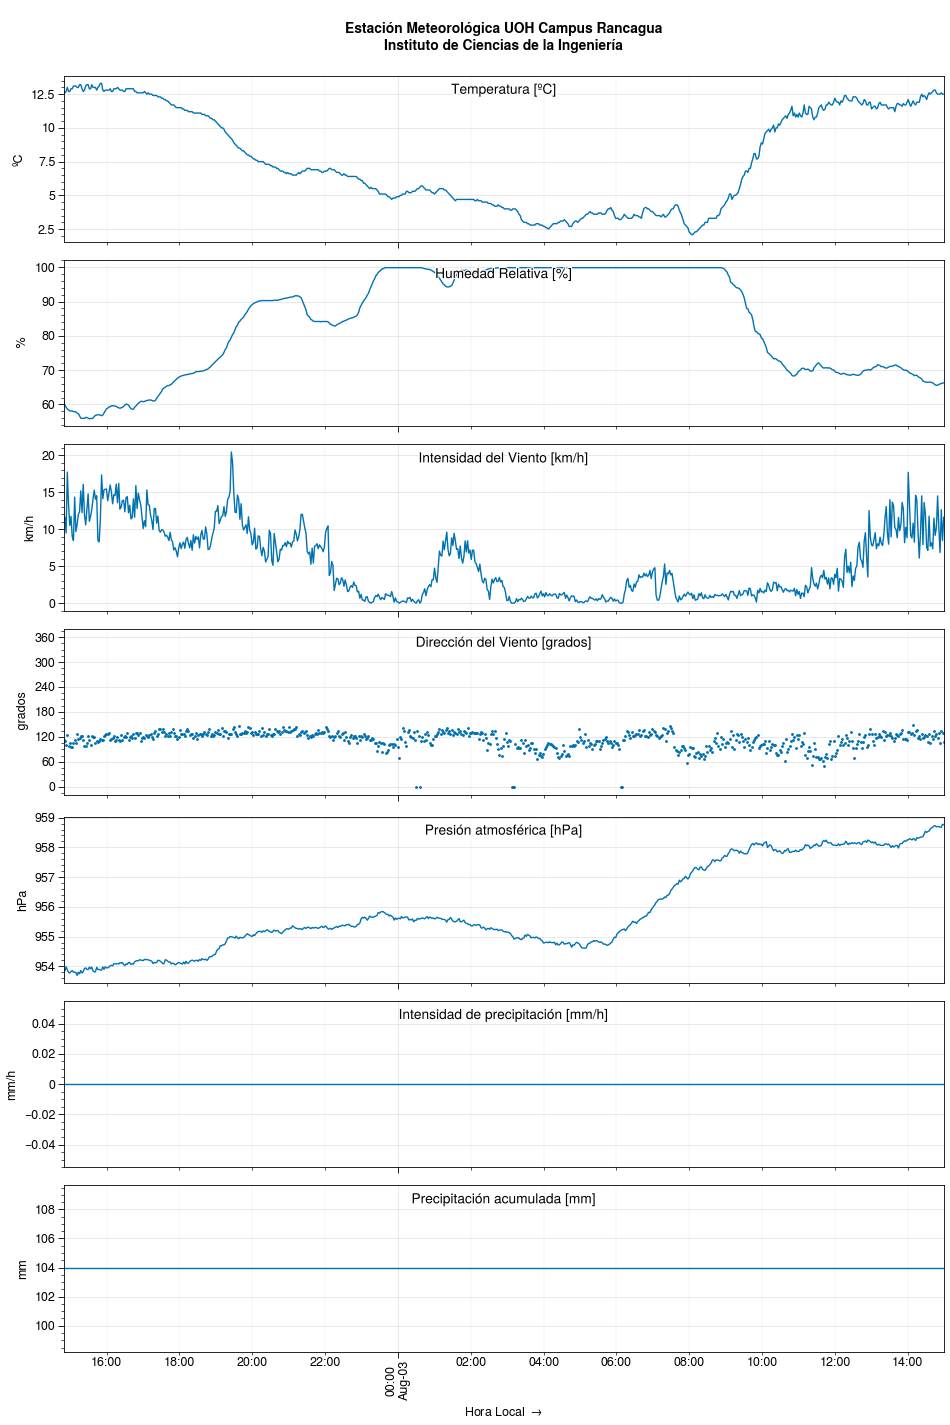 Estación Meteorológica UOH Campus Rancagua
Instituto de Ciencias de la Ingeniería
Temperatura [ºC]
12.5
10
7.5
5
2.5
ºC
Humedad Relativa [%]
100
90
80
70
60
%
Intensidad del Viento [km/h]
20
15
10
5
0
km/h
Dirección del Viento [grados]
360
300
240
180
120
60
0
grados
Presión atmosférica [hPa]
959
958
957
956
955
954
hPa
Intensidad de precipitación [mm/h]
0.04
0.02
0
−0.02
−0.04
mm/h
Precipitación acumulada [mm]
108
106
104
102
100
mm
16:00 18:00 20:00 22:00 00:00 02:00 04:00 06:00 08:00 10:00 12:00 14:00
Aug-03
Hora Local →